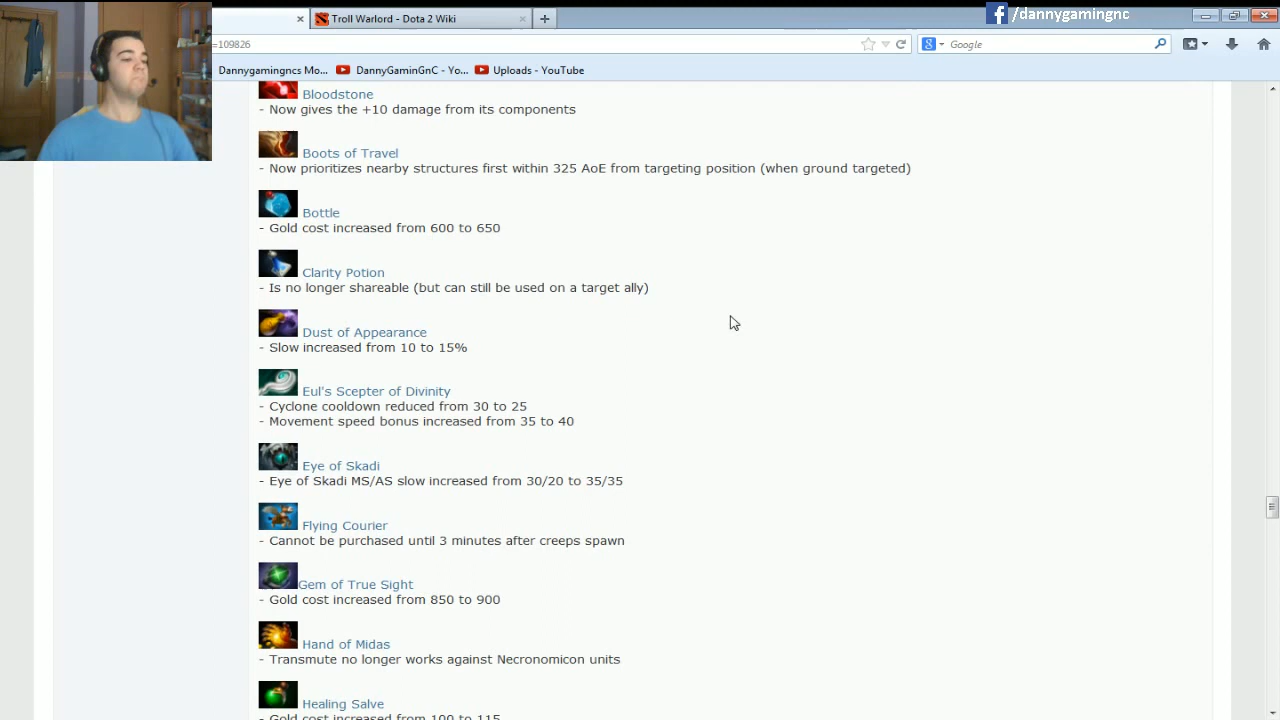 Troll Warlord - Dota 2 Wiki
/dannygamingnc
=109826
Google
Dannygamingncs Mo...
DannyGaminGnC - Yo...
Uploads - YouTube
Bloodstone
- Now gives the +10 damage from its components
Boots of Travel
- Now prioritizes nearby structures first within 325 AoE from targeting position (when ground targeted)
Bottle
- Gold cost increased from 600 to 650
Clarity Potion
- Is no longer shareable (but can still be used on a target ally)
Dust of Appearance
- Slow increased from 10 to 15%
Eul's Scepter of Divinity
- Cyclone cooldown reduced from 30 to 25
- Movement speed bonus increased from 35 to 40
Eye of Skadi
- Eye of Skadi MS/AS slow increased from 30/20 to 35/35
Flying Courier
- Cannot be purchased until 3 minutes after creeps spawn
Gem of True Sight
- Gold cost increased from 850 to 900
Hand of Midas
- Transmute no longer works against Necronomicon units
Healing Salve
- Gold cost increased from 100 to 115